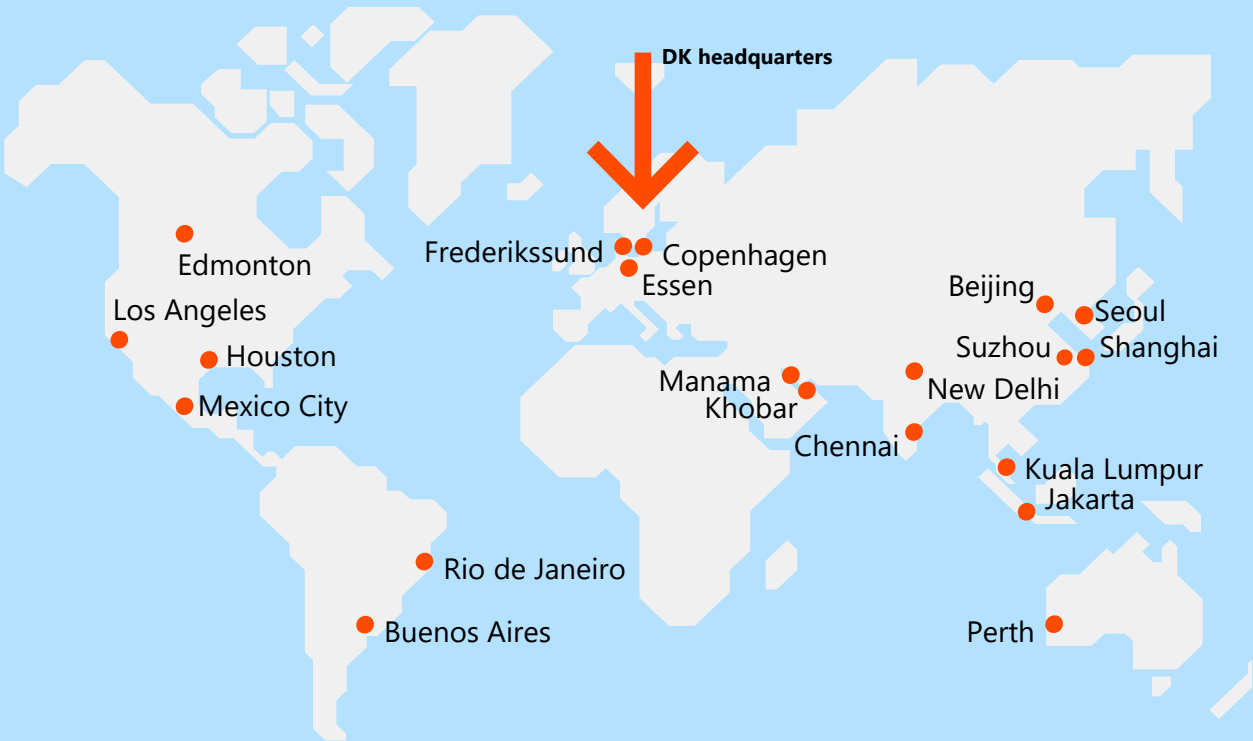 DK headquarters
Frederikssund
Copenhagen
Edmonton
Essen
Beijing
Los Angeles
Seoul
Houston
Suzhou
Shanghai
Manama
New Delhi
Mexico City
Khobar
Chennai
Kuala Lumpur
Jakarta
Rio de Janeiro
Buenos Aires
Perth